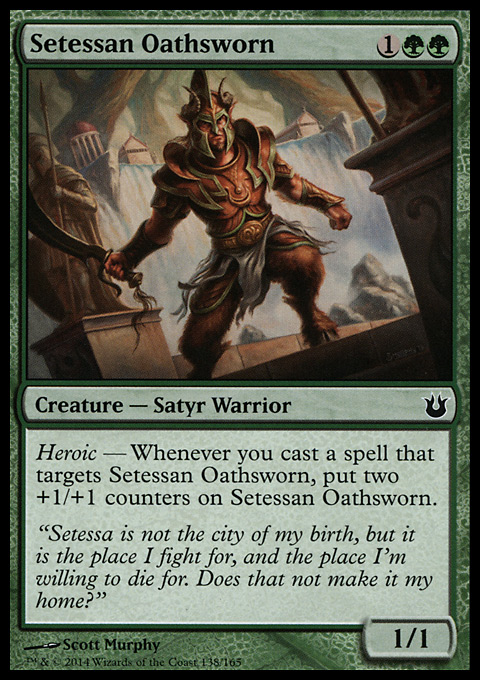 Setessan Oathsworn
1
Creature — Satyr Warrior
Heroic — Whenever you cast a spell that
targets Setessan Oathsworn, put two
+1/+1 counters on Setessan Oathsworn.
“Setessa is not the city of my birth, but it
is the place I fight for, and the place I’m
willing to die for. Does that not make it my
home?”
Scott Murphy
1/1
™ & © 2014 Wizards of the Coast 138/165